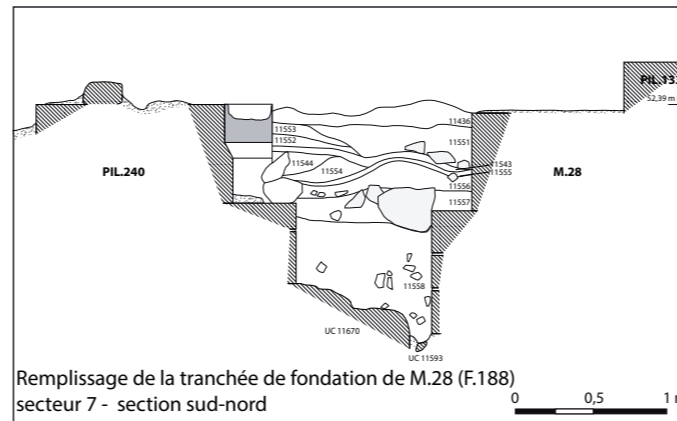 PIL.13
52,39 m
11436
11553
11552
11551
11544
11554
11543
11555
PIL.240
M.28
11556
11557
11558
UC 11670
UC 11593
Remplissage de la tranchée de fondation de M.28 (F.188)
secteur 7 - section sud-nord
0 0,5 1 m